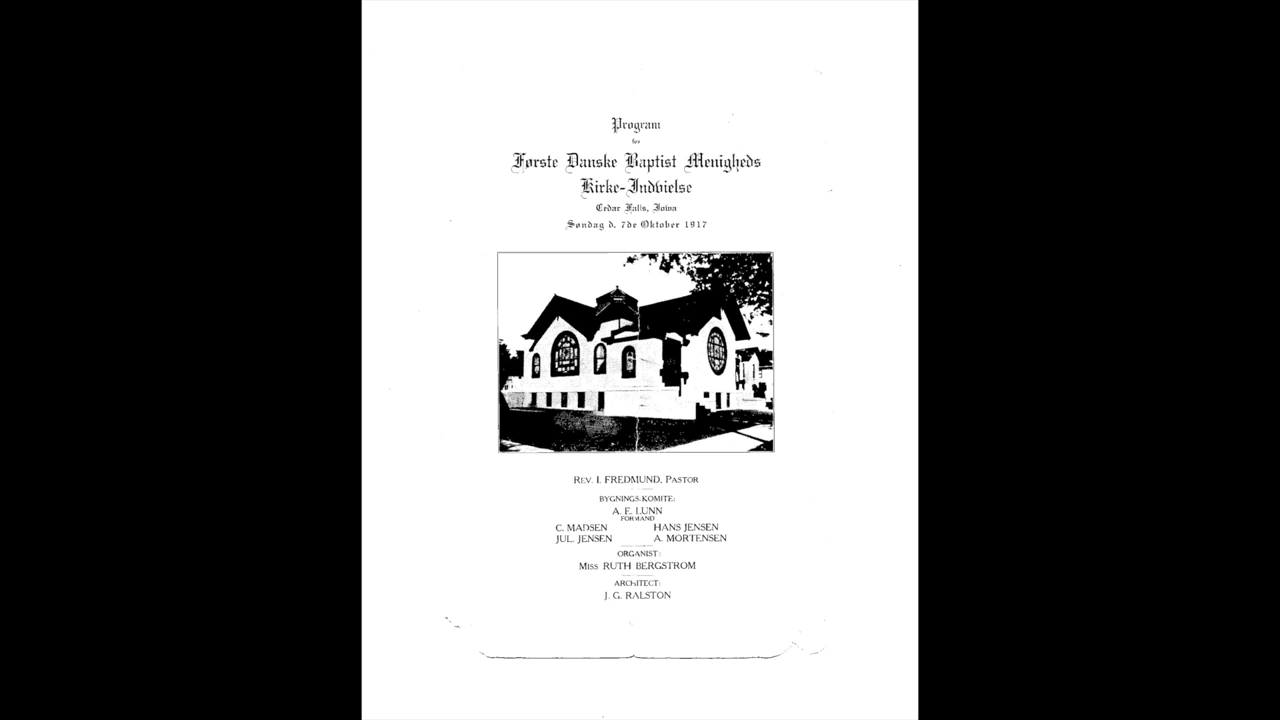 Program
for
Første Danske Baptist Menigheds
Kirke-Indvielse
Cedar Falls, Iowa
Søndag d. 7de Oktober 1917
REV. I. FREDMUND, PASTOR
BYGNINGS-KOMITE:
A. E. LUNN
FORMAND
C. MADSEN HANS JENSEN
JUL. JENSEN A. MORTENSEN
ORGANIST:
MISS RUTH BERGSTROM
ARCHITECT:
J. G. RALSTON